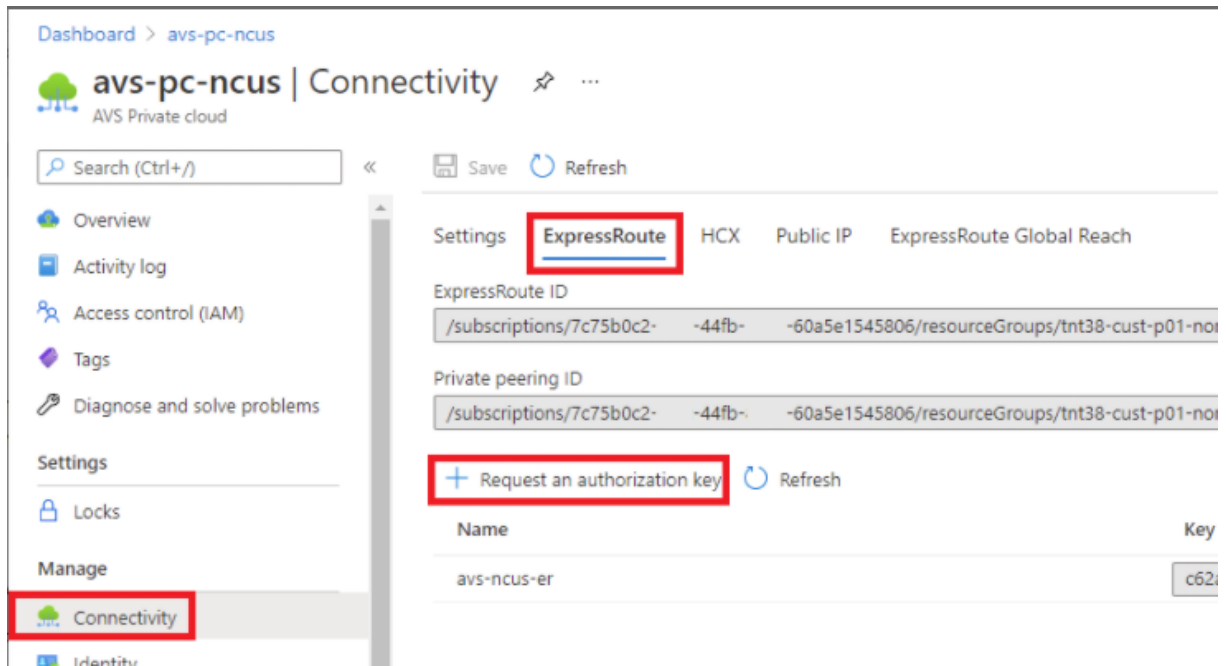 Dashboard > avs-pc-ncus
avs-pc-ncus | Connectivity
AVS Private cloud
Search (Ctrl+/)
Overview
Activity log
Access control (IAM)
Tags
Diagnose and solve problems
Settings
Locks
Manage
Connectivity
Identity
Save Refresh
Settings ExpressRoute HCX Public IP ExpressRoute Global Reach
ExpressRoute ID
/subscriptions/7c75b0c2- -44fb- -60a5e1545806/resourceGroups/tnt38-cust-p01-nor
Private peering ID
/subscriptions/7c75b0c2- -44fb- -60a5e1545806/resourceGroups/tnt38-cust-p01-nor
+ Request an authorization key Refresh
Name Key
avs-ncus-er c62a